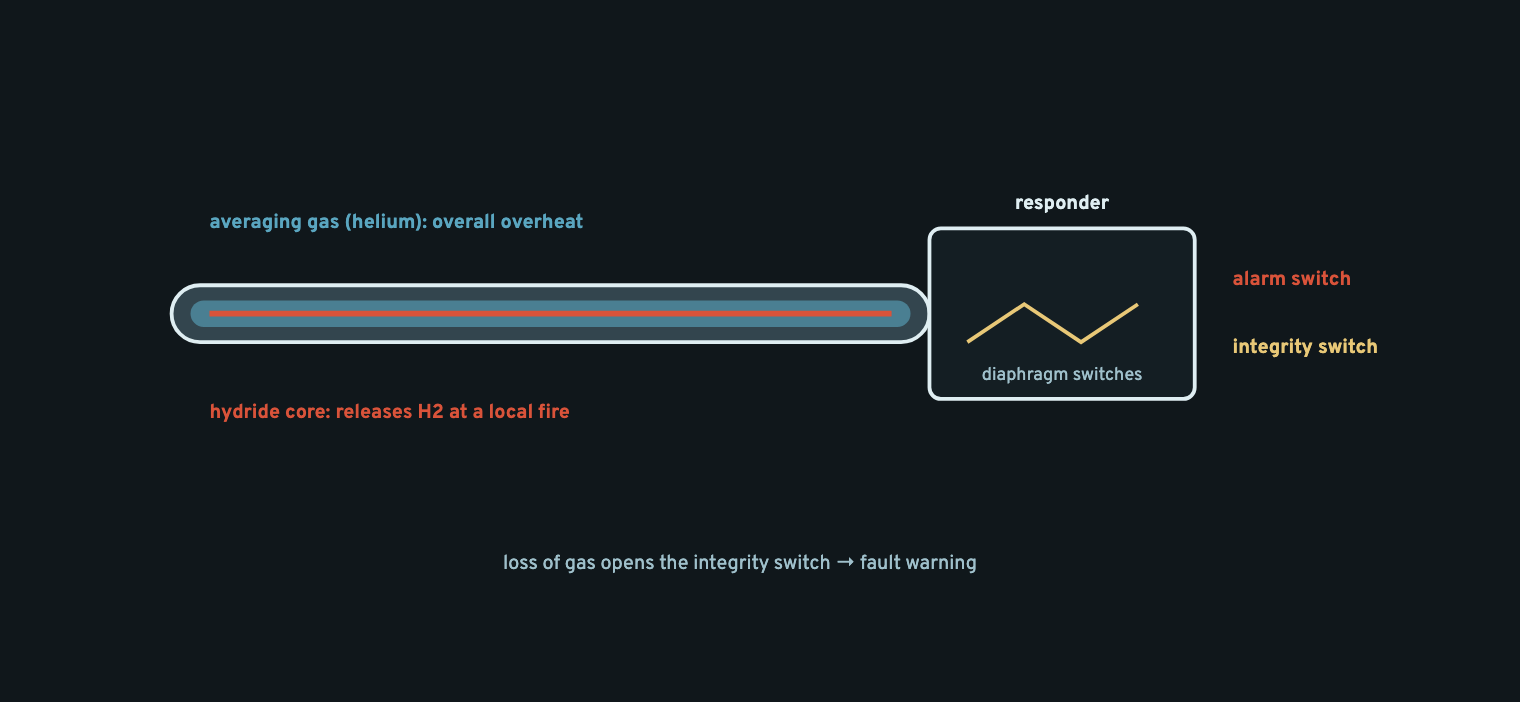 responder
averaging gas (helium): overall overheat
alarm switch
integrity switch
diaphragm switches
hydride core: releases H2 at a local fire
loss of gas opens the integrity switch → fault warning